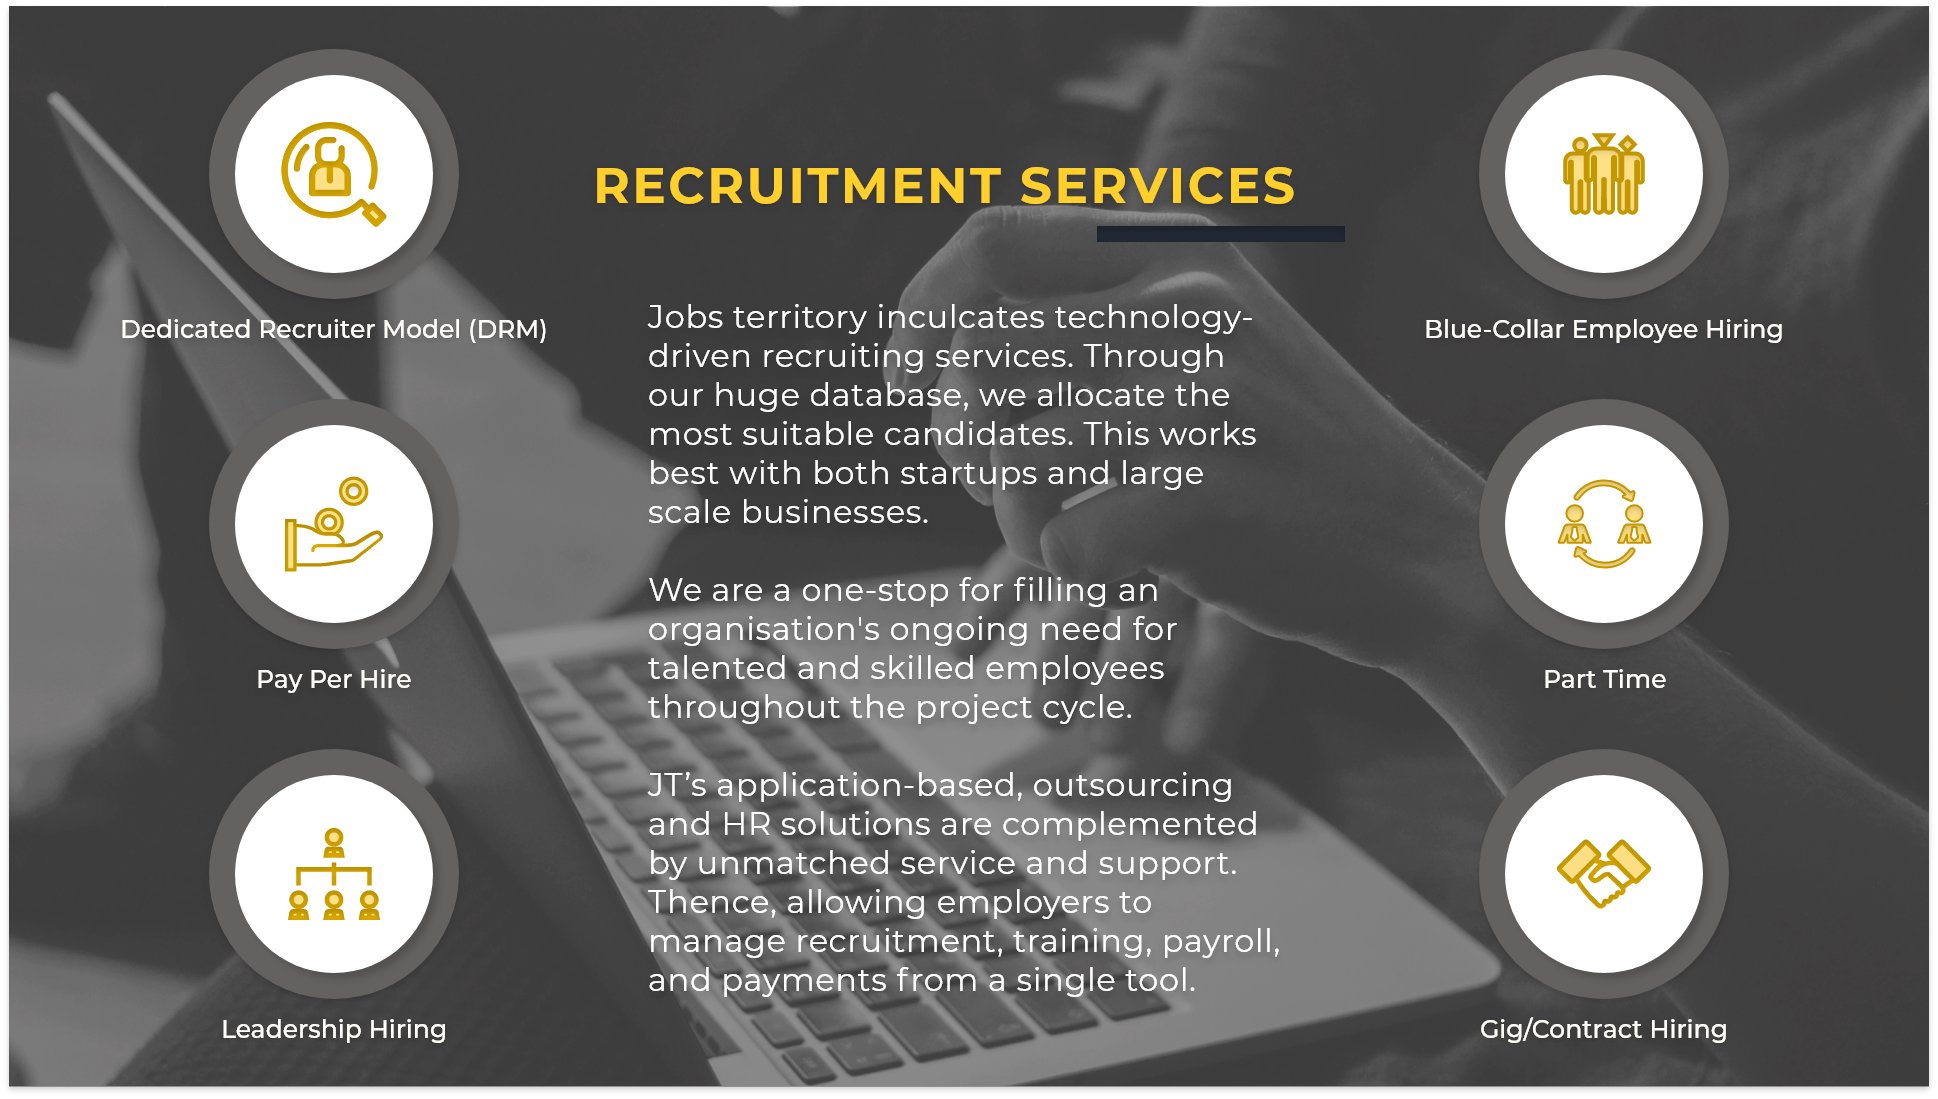 RECRUITMENT SERVICES
Dedicated Recruiter Model (DRM)
Pay Per Hire
Leadership Hiring
Jobs territory inculcates technology-
driven recruiting services. Through
our huge database, we allocate the
most suitable candidates. This works
best with both startups and large
scale businesses.
We are a one-stop for filling an
organisation's ongoing need for
talented and skilled employees
throughout the project cycle.
JT’s application-based, outsourcing
and HR solutions are complemented
by unmatched service and support.
Thence, allowing employers to
manage recruitment, training, payroll,
and payments from a single tool.
Blue-Collar Employee Hiring
Part Time
Gig/Contract Hiring